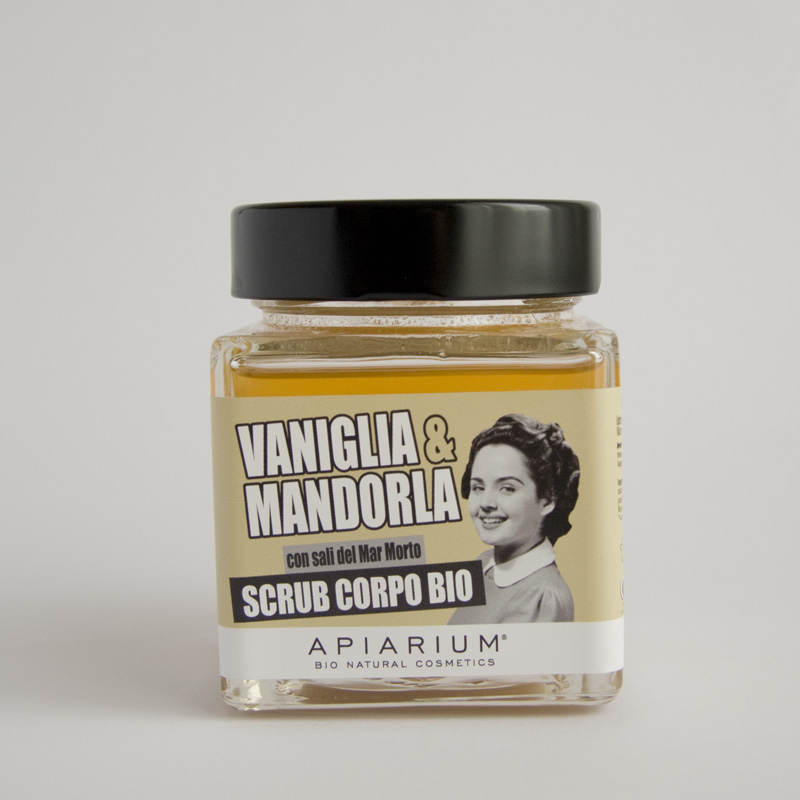 VANIGLIA &
MANDORLA
con sali del Mar Morto
SCRUB CORPO BIO
APIARIUM®
BIO NATURAL COSMETICS